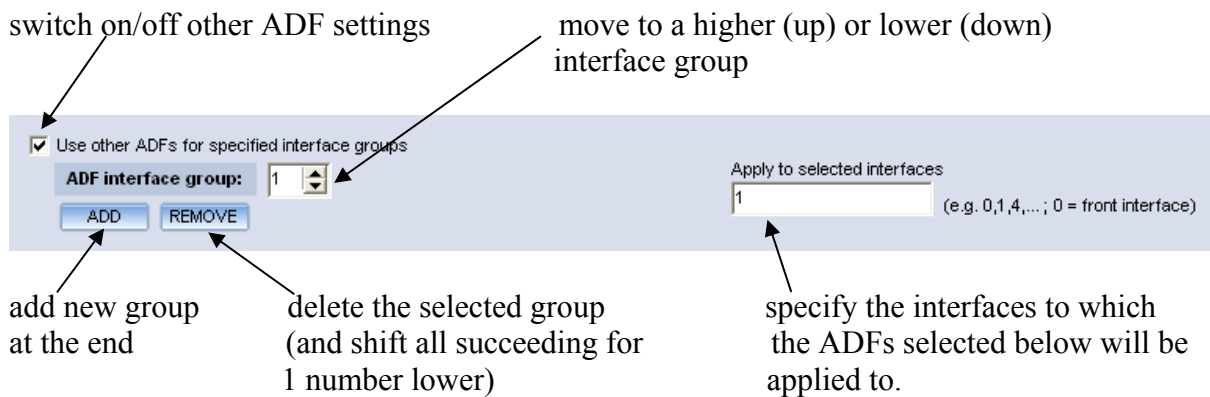 switch on/off other ADF settings
move to a higher (up) or lower (down)
interface group
Use other ADFs for specified interface groups
ADF interface group:
1
ADD
REMOVE
Apply to selected interfaces
1
(e.g. 0,1,4,... ; 0 = front interface)
add new group
at the end
delete the selected group
(and shift all succeeding for
1 number lower)
specify the interfaces to which
the ADFs selected below will be
applied to.